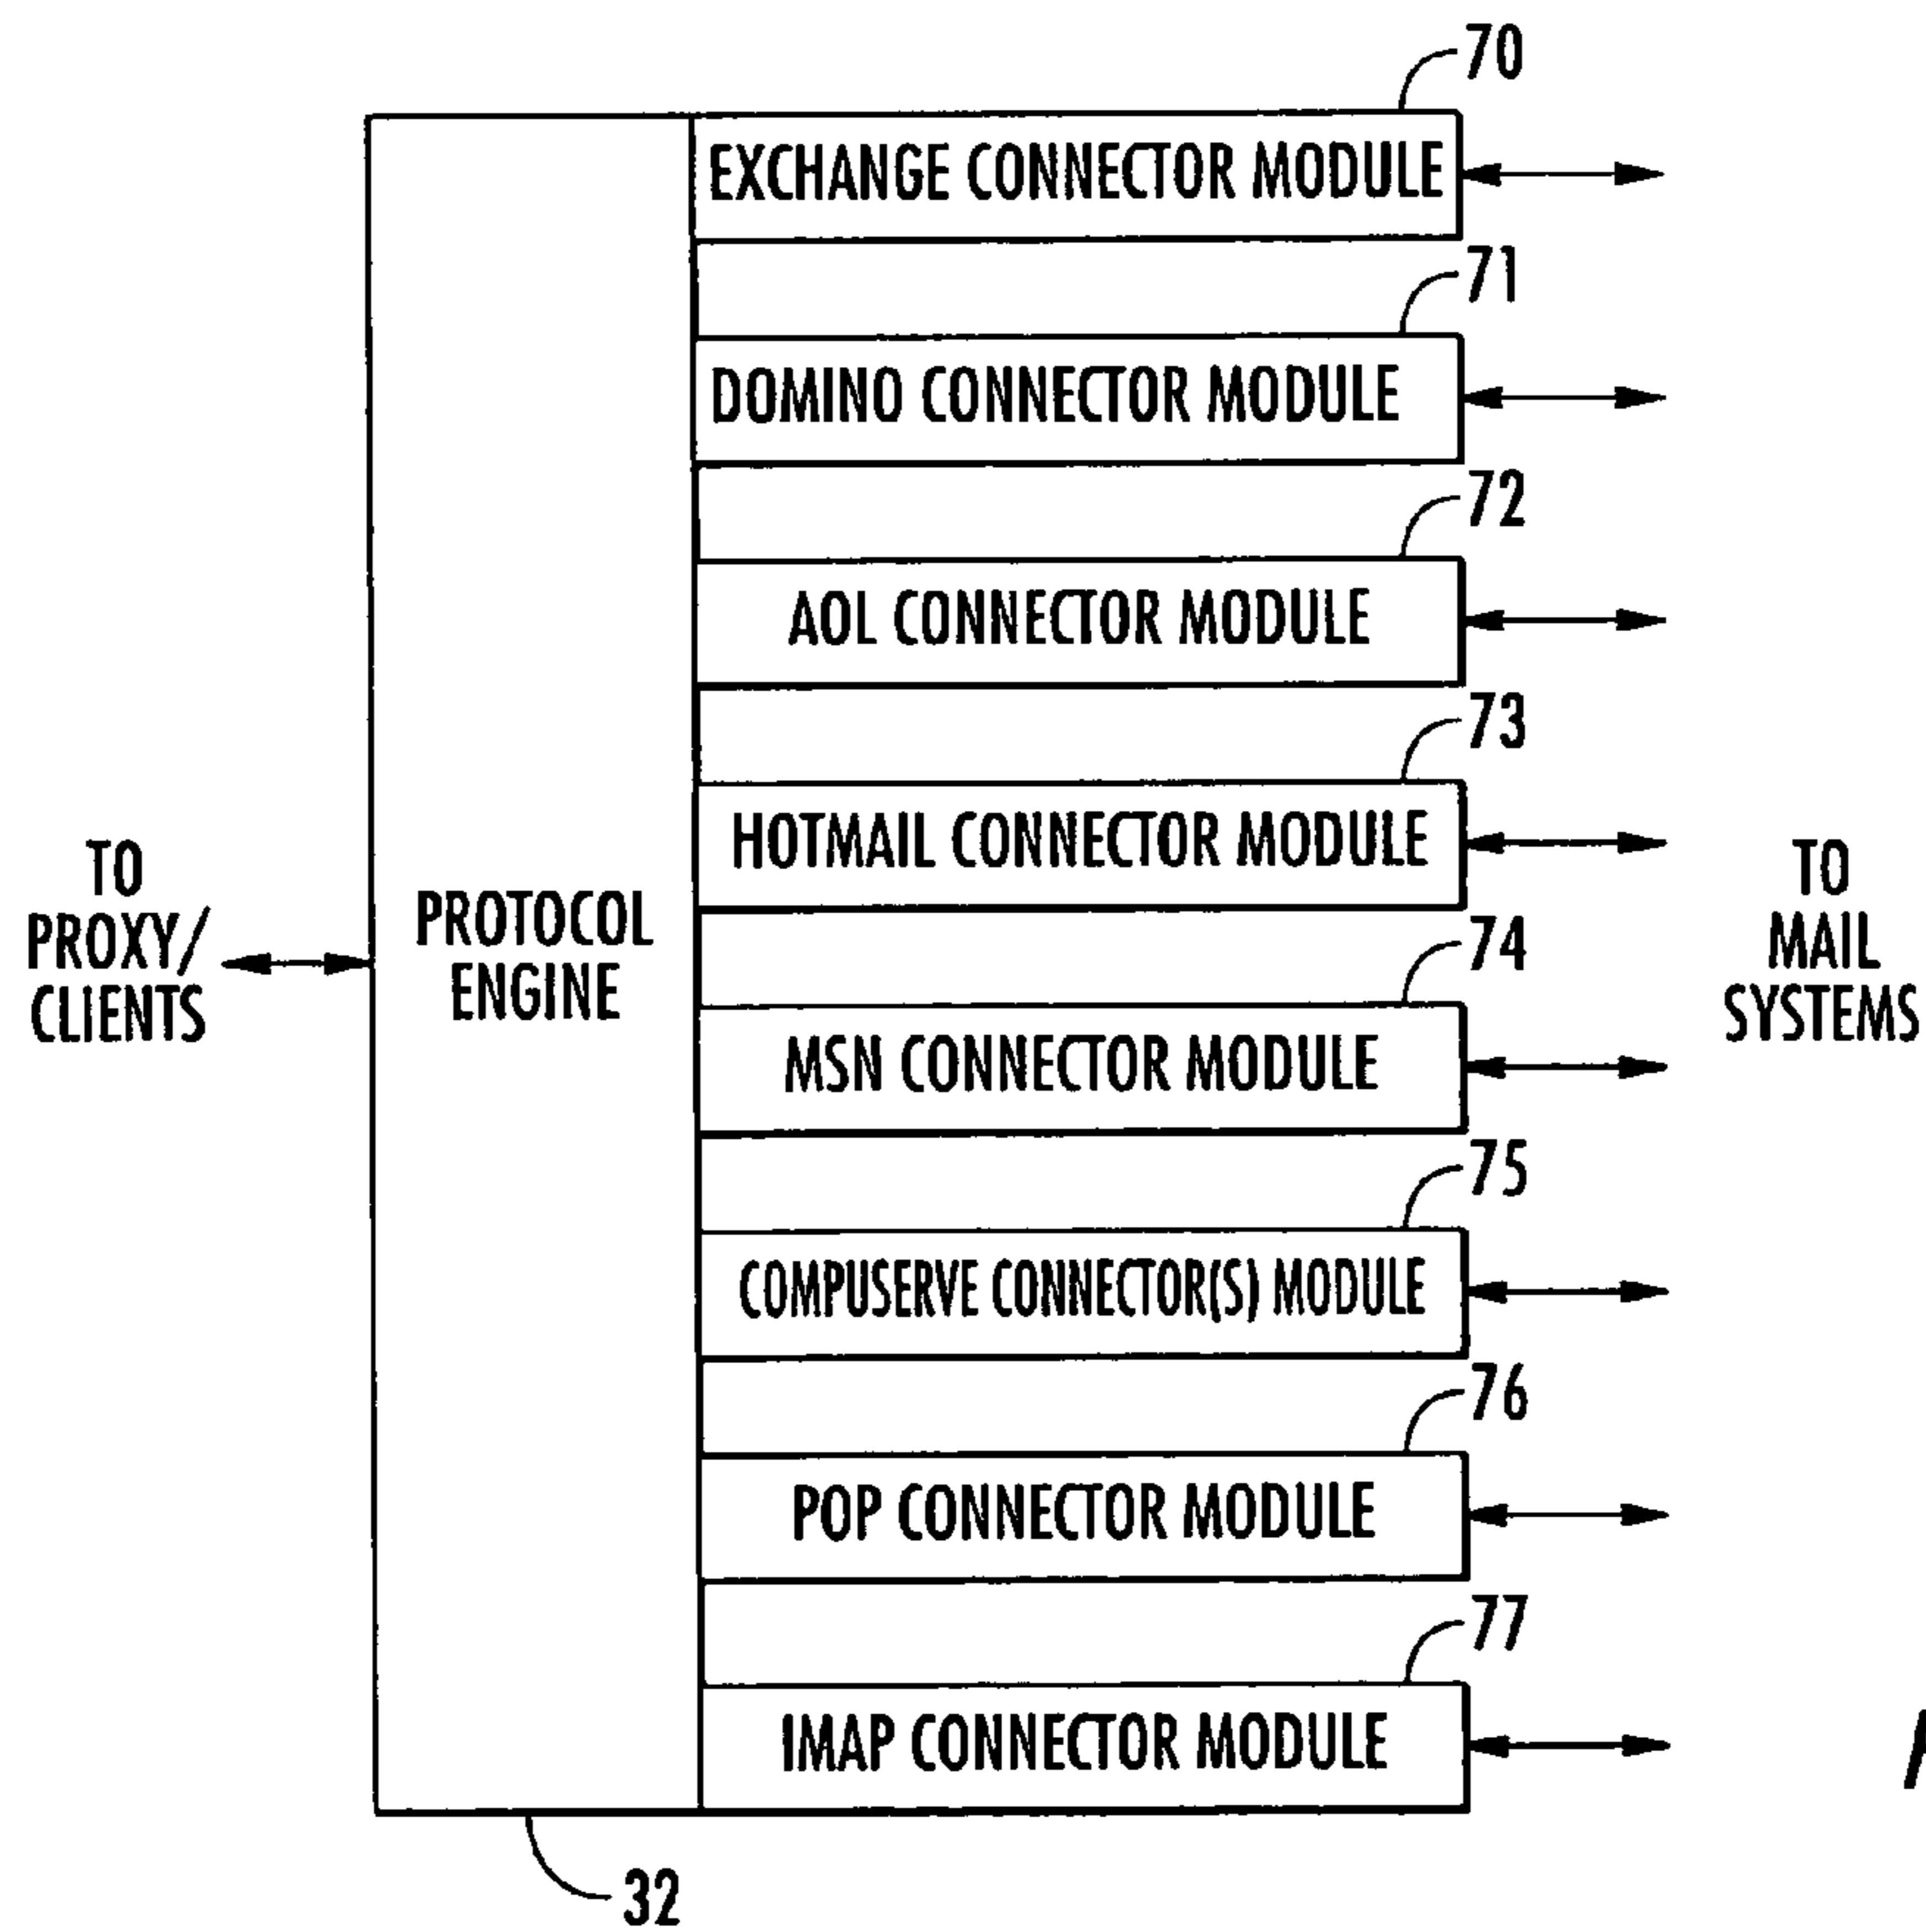 70
EXCHANGE CONNECTOR MODULE
71
DOMINO CONNECTOR MODULE
72
AOL CONNECTOR MODULE
73
HOTMAIL CONNECTOR MODULE
TO
PROXY/
CLIENTS
PROTOCOL
ENGINE
TO
MAIL
SYSTEMS
74
MSN CONNECTOR MODULE
75
COMPUSERVE CONNECTOR(S) MODULE
76
POP CONNECTOR MODULE
77
IMAP CONNECTOR MODULE
32